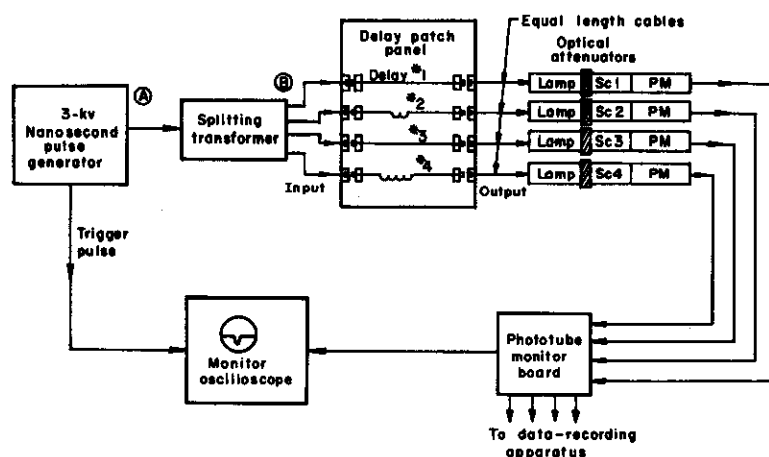 Equal length cables
Delay patch
panel
Optical
attenuators
A
B
3-kv
Nanosecond
pulse
generator
Splitting
transformer
Delay *1
*2
*3
*4
Input
Output
Lamp Sc1 PM
Lamp Sc2 PM
Lamp Sc3 PM
Lamp Sc4 PM
Trigger
pulse
Monitor
oscilloscope
Phototube
monitor
board
To data-recording
apparatus